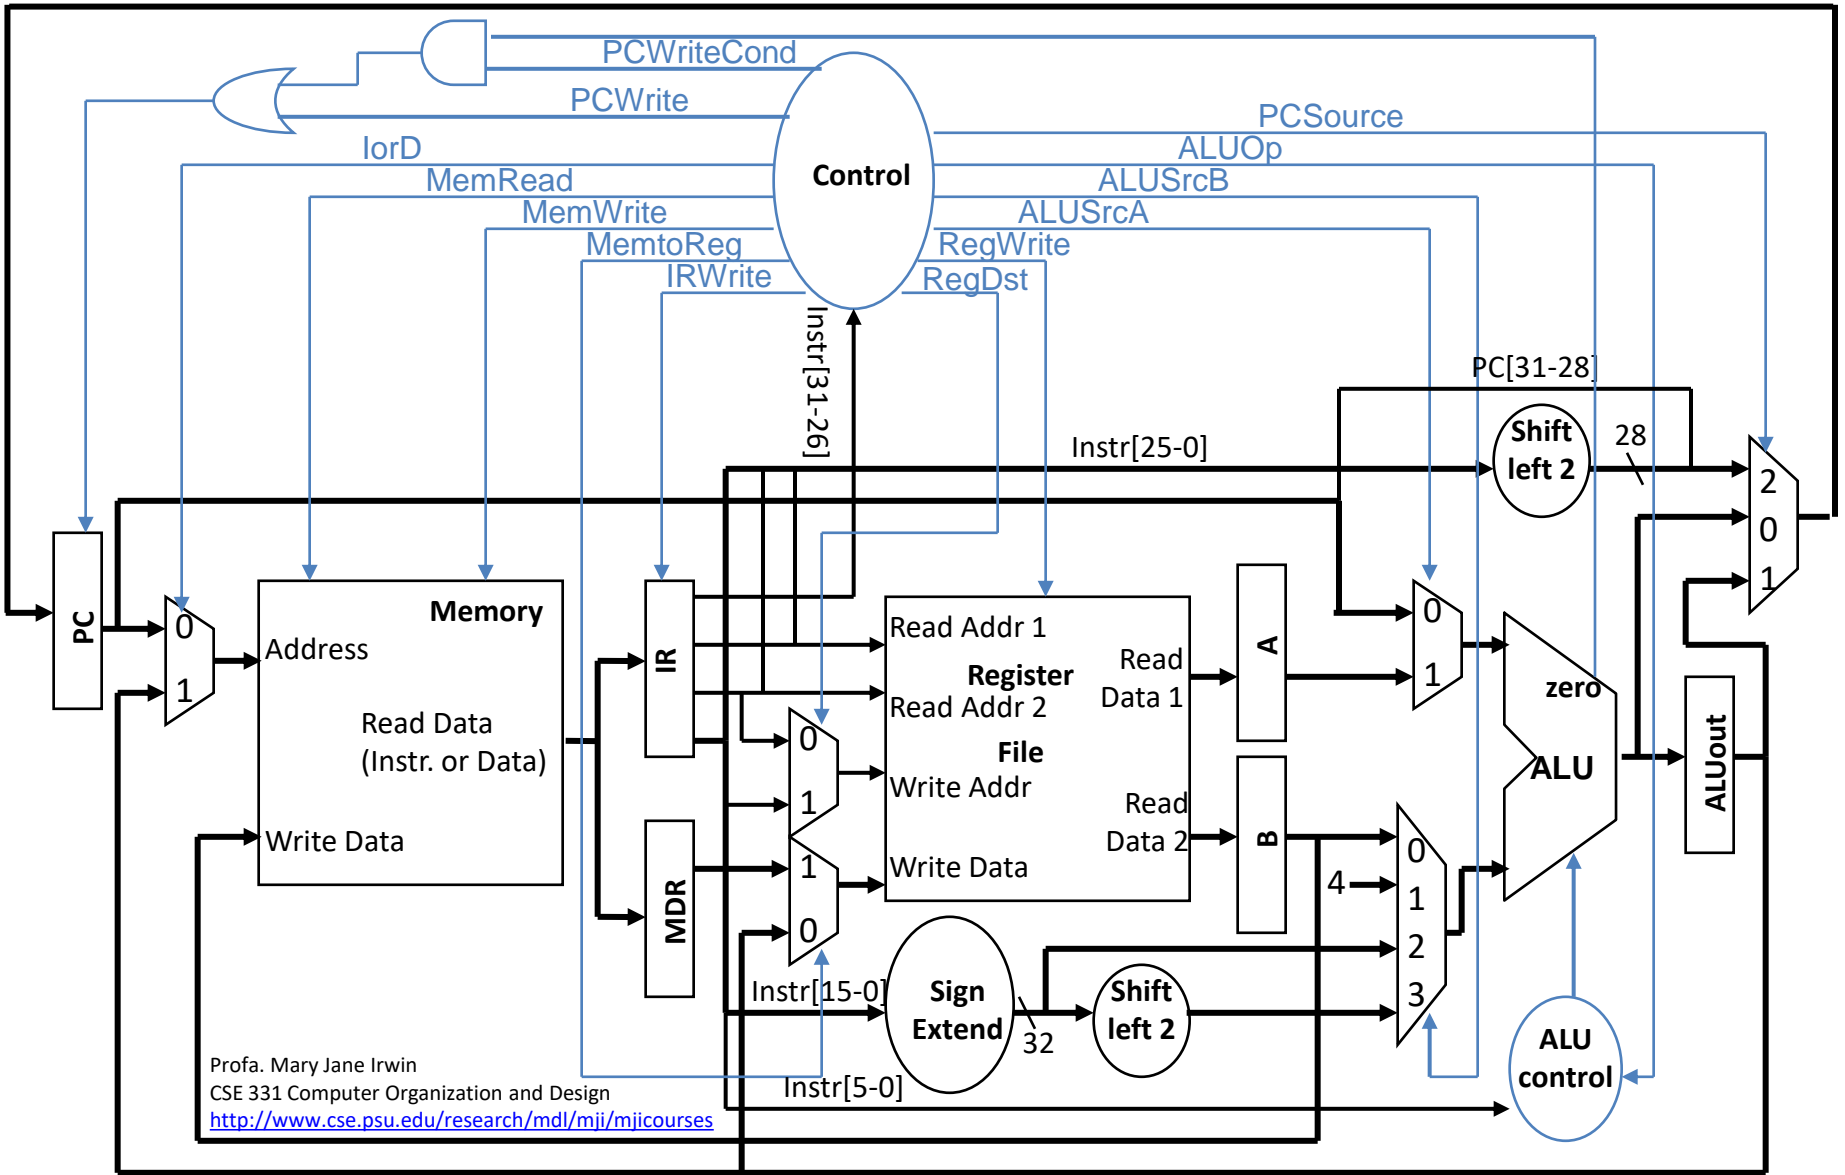 PCWriteCond
PCWrite
PCSource
IorD
ALUOp
MemRead
ALUSrcB
MemWrite
ALUSrcA
MemtoReg
RegWrite
IRWrite
RegDst
Control
Instr[31-26]
PC[31-28]
Instr[25-0]
Shift
left 2
28
2
0
1
PC
0
1
Memory
Address
Read Data
(Instr. or Data)
Write Data
IR
MDR
0
1
1
0
Read Addr 1
Register
Read Addr 2
File
Write Addr
Write Data
Read
Data 1
Read
Data 2
A
B
0
1
4
0
1
2
3
zero
ALU
ALUout
Instr[15-0]
Sign
Extend
32
Shift
left 2
ALU
control
Instr[5-0]
Profa. Mary Jane Irwin
CSE 331 Computer Organization and Design
http://www.cse.psu.edu/research/mdl/mji/mjicourses